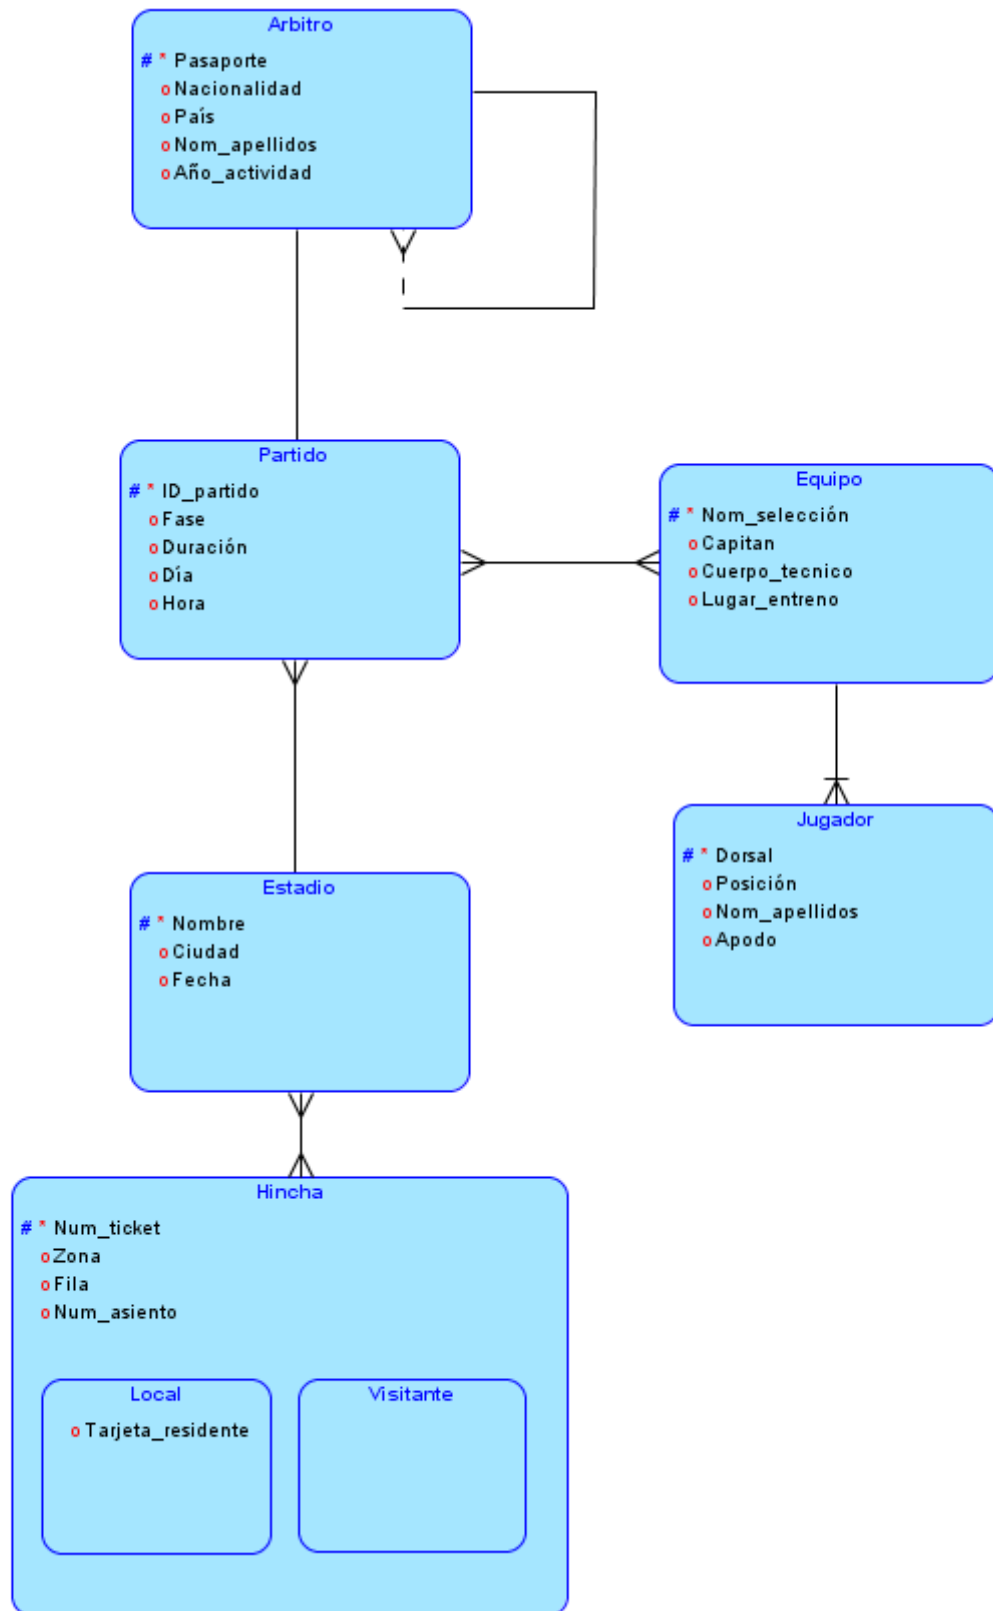 Arbitro
# * Pasaporte
o Nacionalidad
o País
o Nom_apellidos
o Año_actividad
Partido
# * ID_partido
o Fase
o Duración
o Día
o Hora
Equipo
# * Nom_selección
o Capitan
o Cuerpo_tecnico
o Lugar_entreno
Jugador
# * Dorsal
o Posición
o Nom_apellidos
o Apodo
Estadio
# * Nombre
o Ciudad
o Fecha
Hincha
# * Num_ticket
o Zona
o Fila
o Num_asiento
Local
o Tarjeta_residente
Visitante